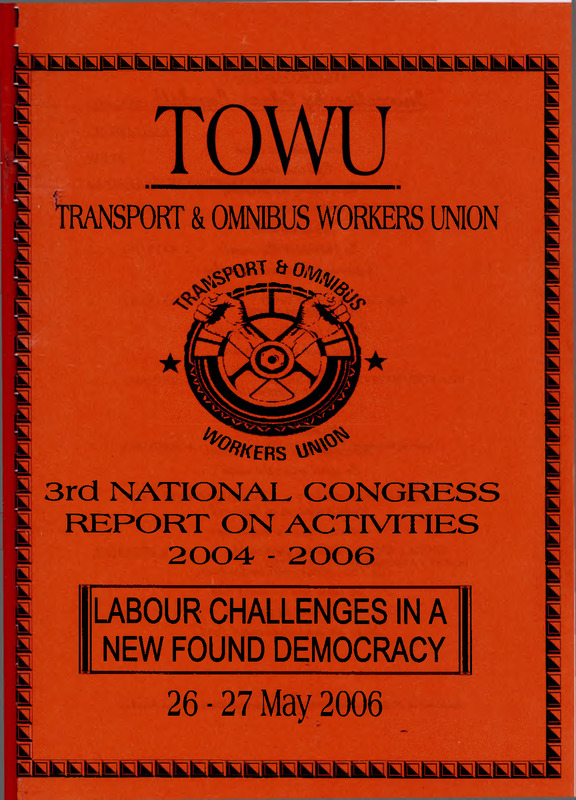 TOWU
TRANSPORT & OMNIBUS WORKERS UNION
TRANSPORT & OMNIBUS
WORKERS UNION
3rd NATIONAL CONGRESS
REPORT ON ACTIVITIES
2004 - 2006
LABOUR CHALLENGES IN A
NEW FOUND DEMOCRACY
26 - 27 May 2006